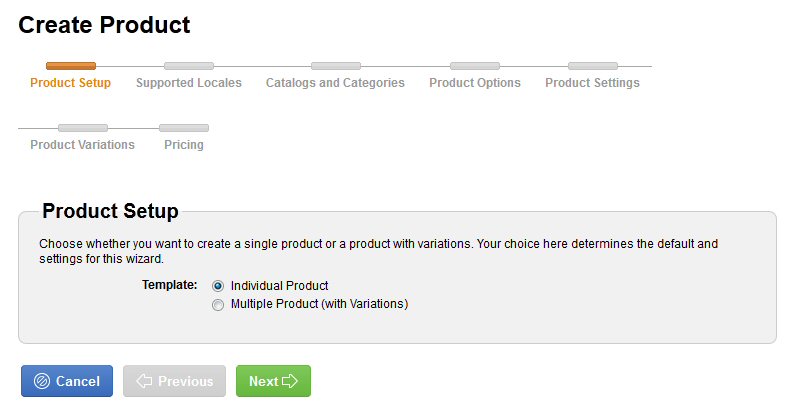 Create Product
Product Setup Supported Locales Catalogs and Categories Product Options Product Settings
Product Variations Pricing
Product Setup
Choose whether you want to create a single product or a product with variations. Your choice here determines the default and
settings for this wizard.
Template: Individual Product
Multiple Product (with Variations)
Cancel Previous Next